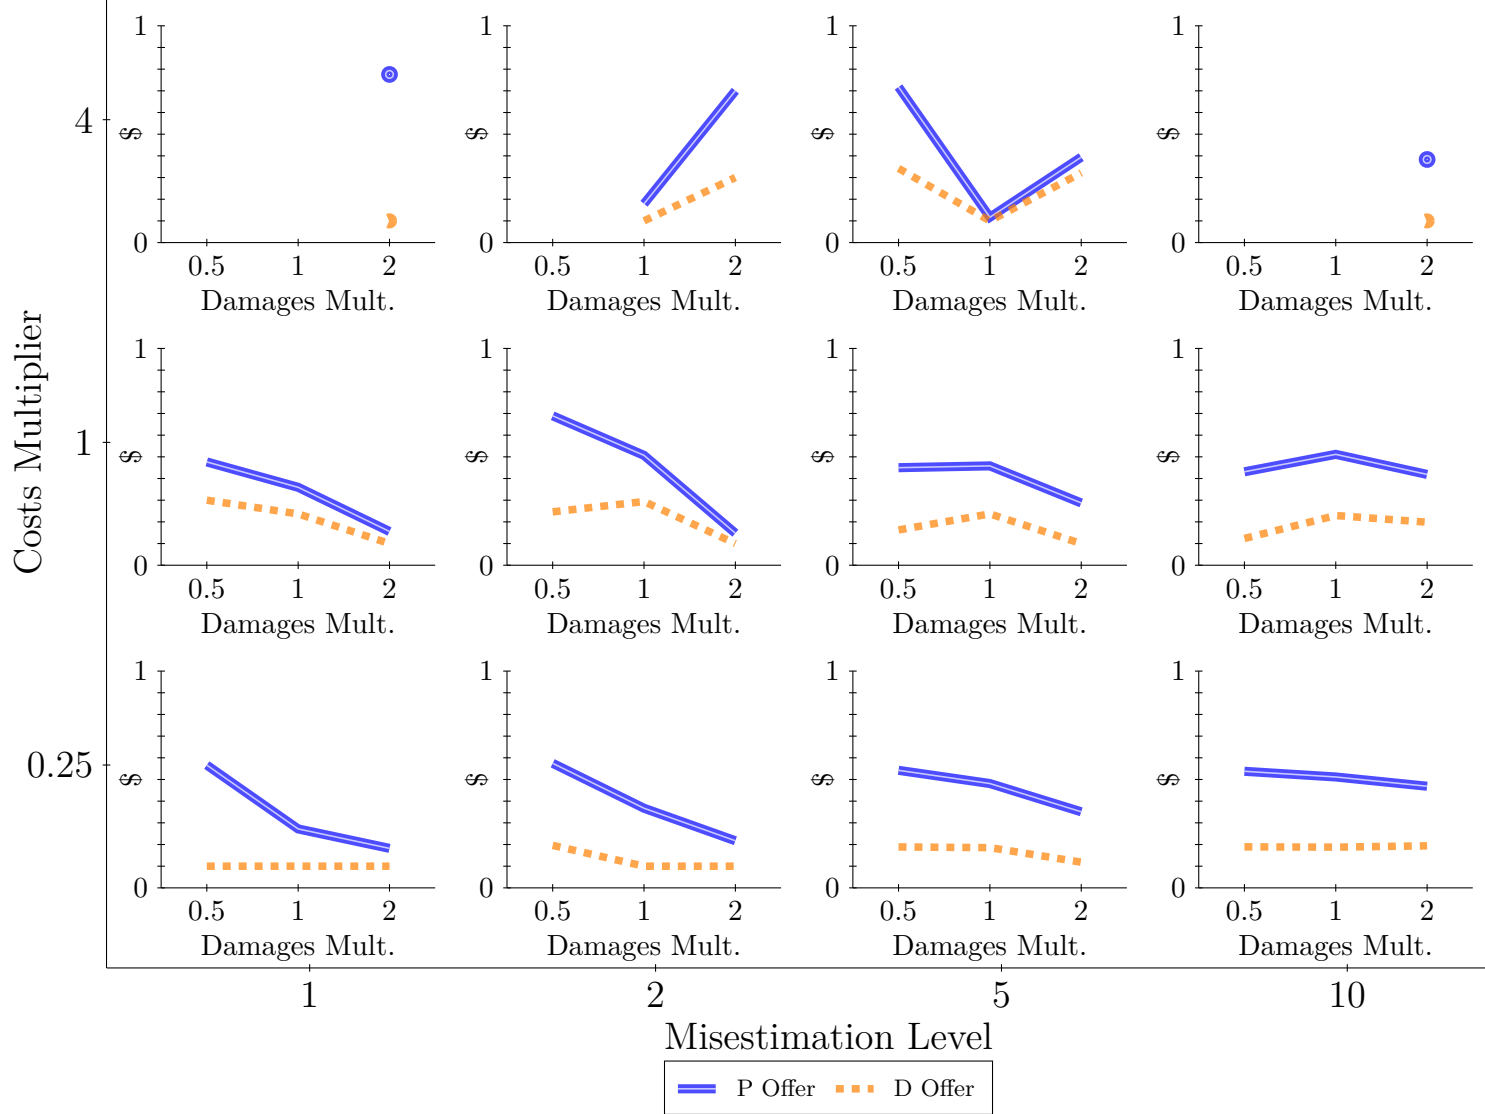 1 1 1 1
4 $ $ $ $
0 0 0 0
0.5 1 2 0.5 1 2 0.5 1 2 0.5 1 2
Damages Mult. Damages Mult. Damages Mult. Damages Mult.
1 1 1 1
Costs Multiplier
1 $ $ $ $
0 0 0 0
0.5 1 2 0.5 1 2 0.5 1 2 0.5 1 2
Damages Mult. Damages Mult. Damages Mult. Damages Mult.
1 1 1 1
0.25 $ $ $ $
0 0 0 0
0.5 1 2 0.5 1 2 0.5 1 2 0.5 1 2
Damages Mult. Damages Mult. Damages Mult. Damages Mult.
1 2 5 10
Misestimation Level
P Offer D Offer